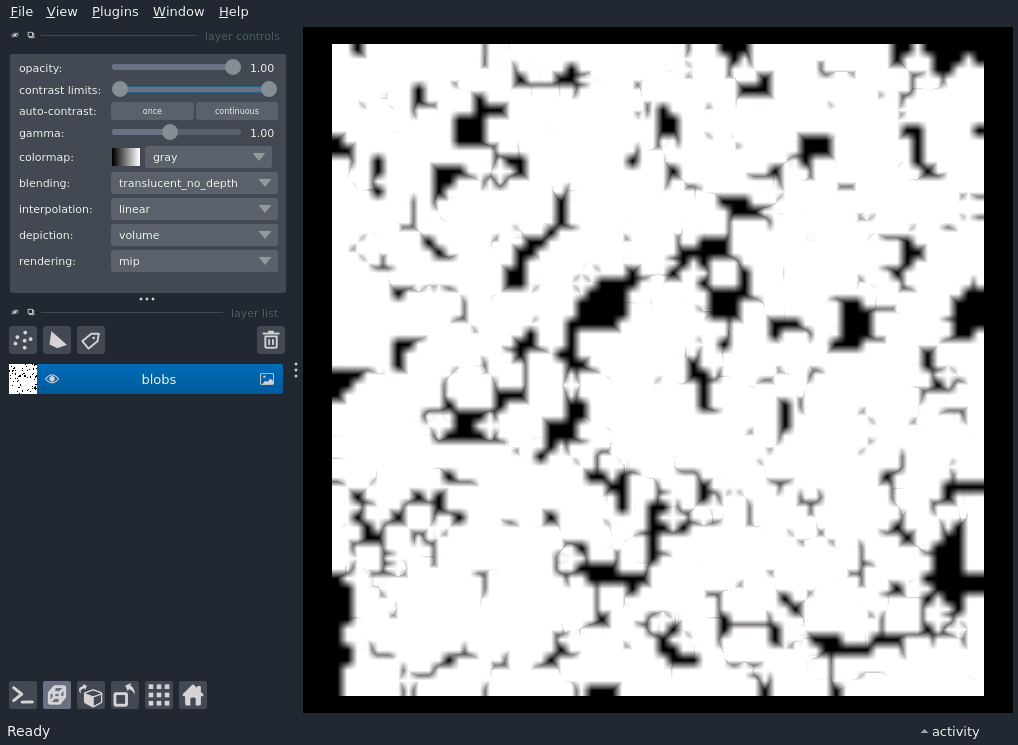 File View Plugins Window Help
layer controls
opacity: 1.00
contrast limits:
auto-contrast: once continuous
gamma: 1.00
colormap: gray
blending: translucent_no_depth
interpolation: linear
depiction: volume
rendering: mip
layer list
blobs
Ready activity